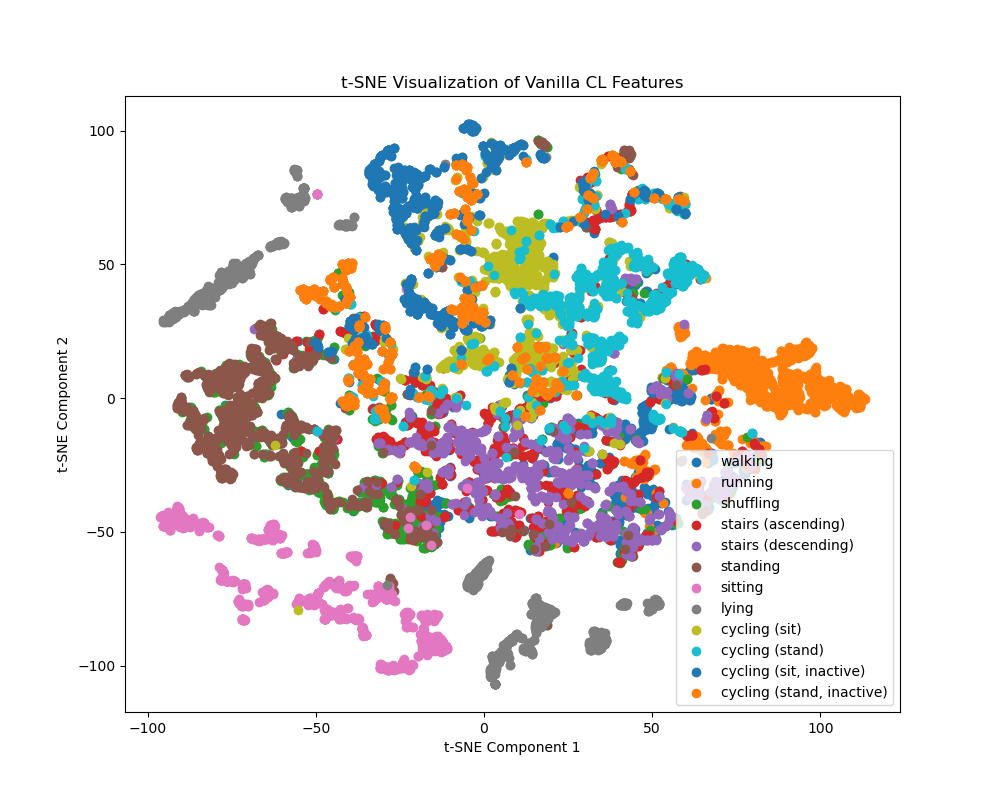 t-SNE Visualization of Vanilla CL Features
100
50
0
−50
−100
t-SNE Component 2
−100
−50
0
50
100
t-SNE Component 1
walking
running
shuffling
stairs (ascending)
stairs (descending)
standing
sitting
lying
cycling (sit)
cycling (stand)
cycling (sit, inactive)
cycling (stand, inactive)